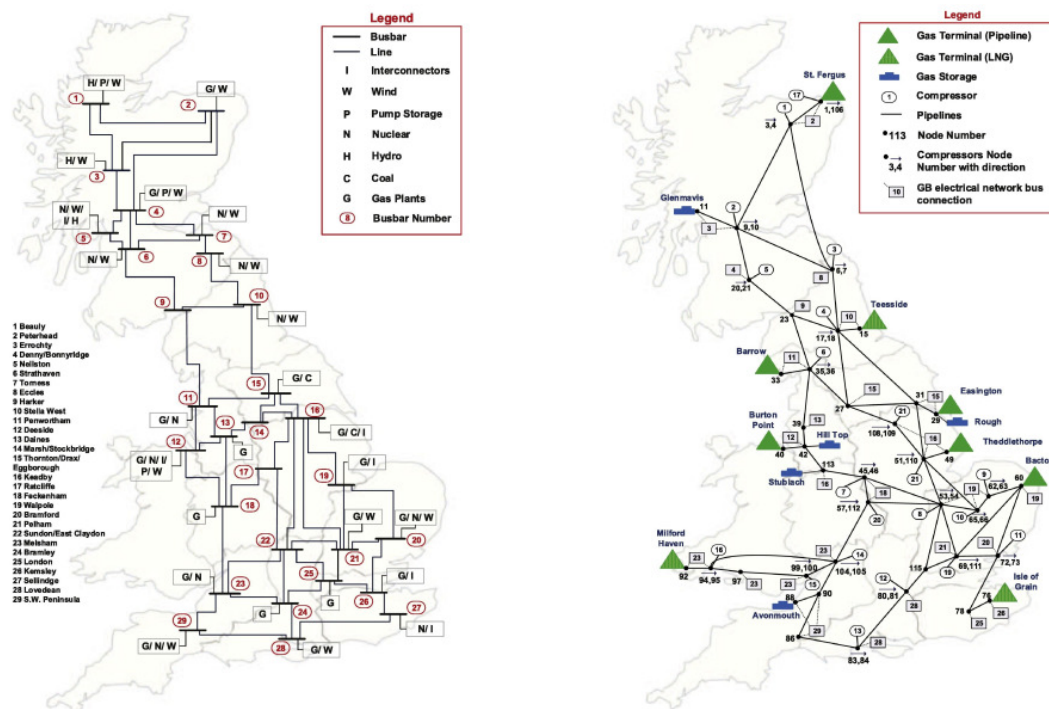 Legend
Busbar
Line
I Interconnectors
W Wind
P Pump Storage
N Nuclear
H Hydro
C Coal
G Gas Plants
8 Busbar Number
H/ P/ W
1
G/ W
2
H/ W
3
G/ P/ W
4
N/ W/
I/ H
N/ W
5
7
6
8
N/ W
N/ W
9
10
N/ W
1 Beauly
2 Peterhead
3 Errochty
4 Denny/Bonnyridge
5 Neilston
6 Strathaven
7 Torness
8 Eccles
9 Harker
10 Stella West
11 Penwortham
12 Deeside
13 Daines
14 Marsh/Stockbridge
15 Thornton/Drax/
Eggborough
16 Keadby
17 Ratcliffe
18 Feckenham
19 Walpole
20 Bramford
21 Pelham
22 Sundon/East Claydon
23 Melsham
24 Bramley
25 London
26 Kemsley
27 Sellindge
28 Lovedean
29 S.W. Peninsula
15
G/ C
11
16
G/ N
13
14
G/ C/ I
12
G
G/ N/ I/
P/ W
17
19
G/ I
18
G
G/ W
G/ N/ W
22
21
20
25
G/ N
23
G/ I
26
G
24
27
29
N/ I
G/ N/ W
28
G/ W
Legend
Gas Terminal (Pipeline)
Gas Terminal (LNG)
Gas Storage
1 Compressor
Pipelines
113 Node Number
3,4 Compressors Node
Number with direction
10 GB electrical network bus
connection
St. Fergus
17
1
1,106
3,4
2
Glenmavis
11
2
3
9,10
3
4
5
8
6,7
20,21
Teesside
9
4
10
23
17,18
15
Barrow
11
6
35,36
33
15
31
15
Easington
27
29
Rough
Burton
Point
39
13
21
108,109
12
Hill Top
16
Theddlethorpe
40
42
51,110
49
113
Stublach
45,46
21
9
Bacton
16
53,54
19
62,63
60
7
18
19
57,112
8
10
65,66
20
Milford
Haven
23
16
23
14
21
20
11
99,100
104,105
115
19
69,111
72,73
92
94,95
97
23
15
12
Isle of
Grain
88
90
80,81
76
Avonmouth
28
78
26
25
86
29
13
28
83,84